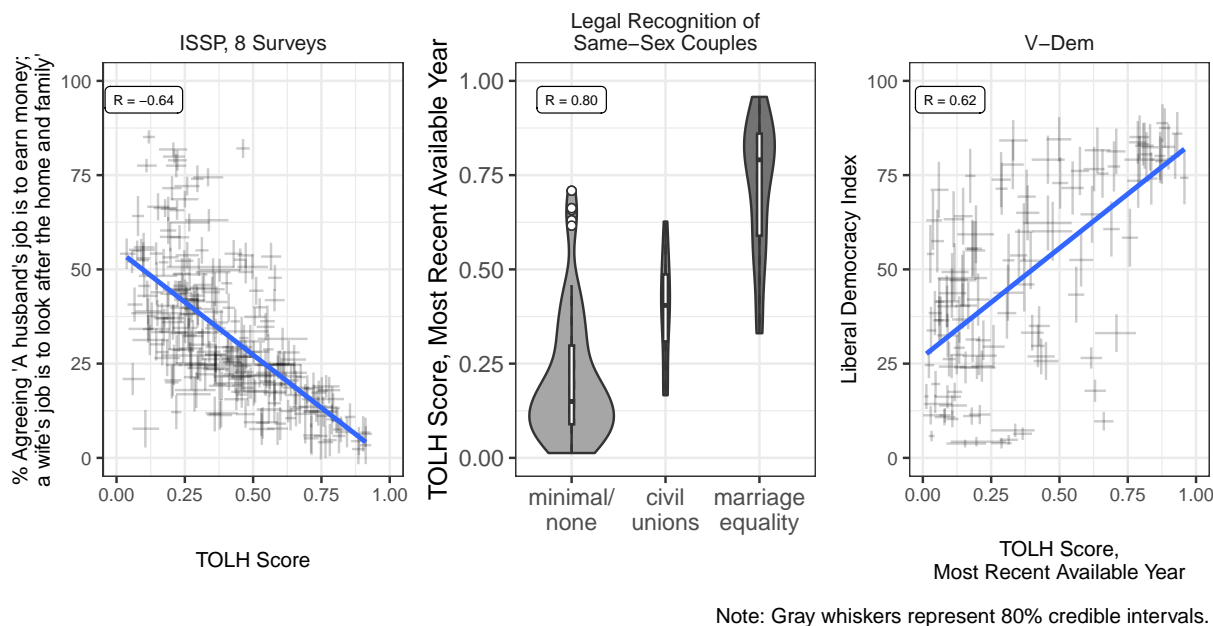 Legal Recognition of
Same−Sex Couples
ISSP, 8 Surveys
V−Dem
% Agreeing 'A husband's job is to earn money;
a wife's job is to look after the home and family'
100
75
50
25
0
R = −0.64
0.00
0.25
0.50
0.75
1.00
TOLH Score
TOLH Score, Most Recent Available Year
1.00
0.75
0.50
0.25
0.00
R = 0.80
minimal/
none
civil
unions
marriage
equality
Liberal Democracy Index
100
75
50
25
0
R = 0.62
0.00
0.25
0.50
0.75
1.00
TOLH Score,
Most Recent Available Year
Note: Gray whiskers represent 80% credible intervals.